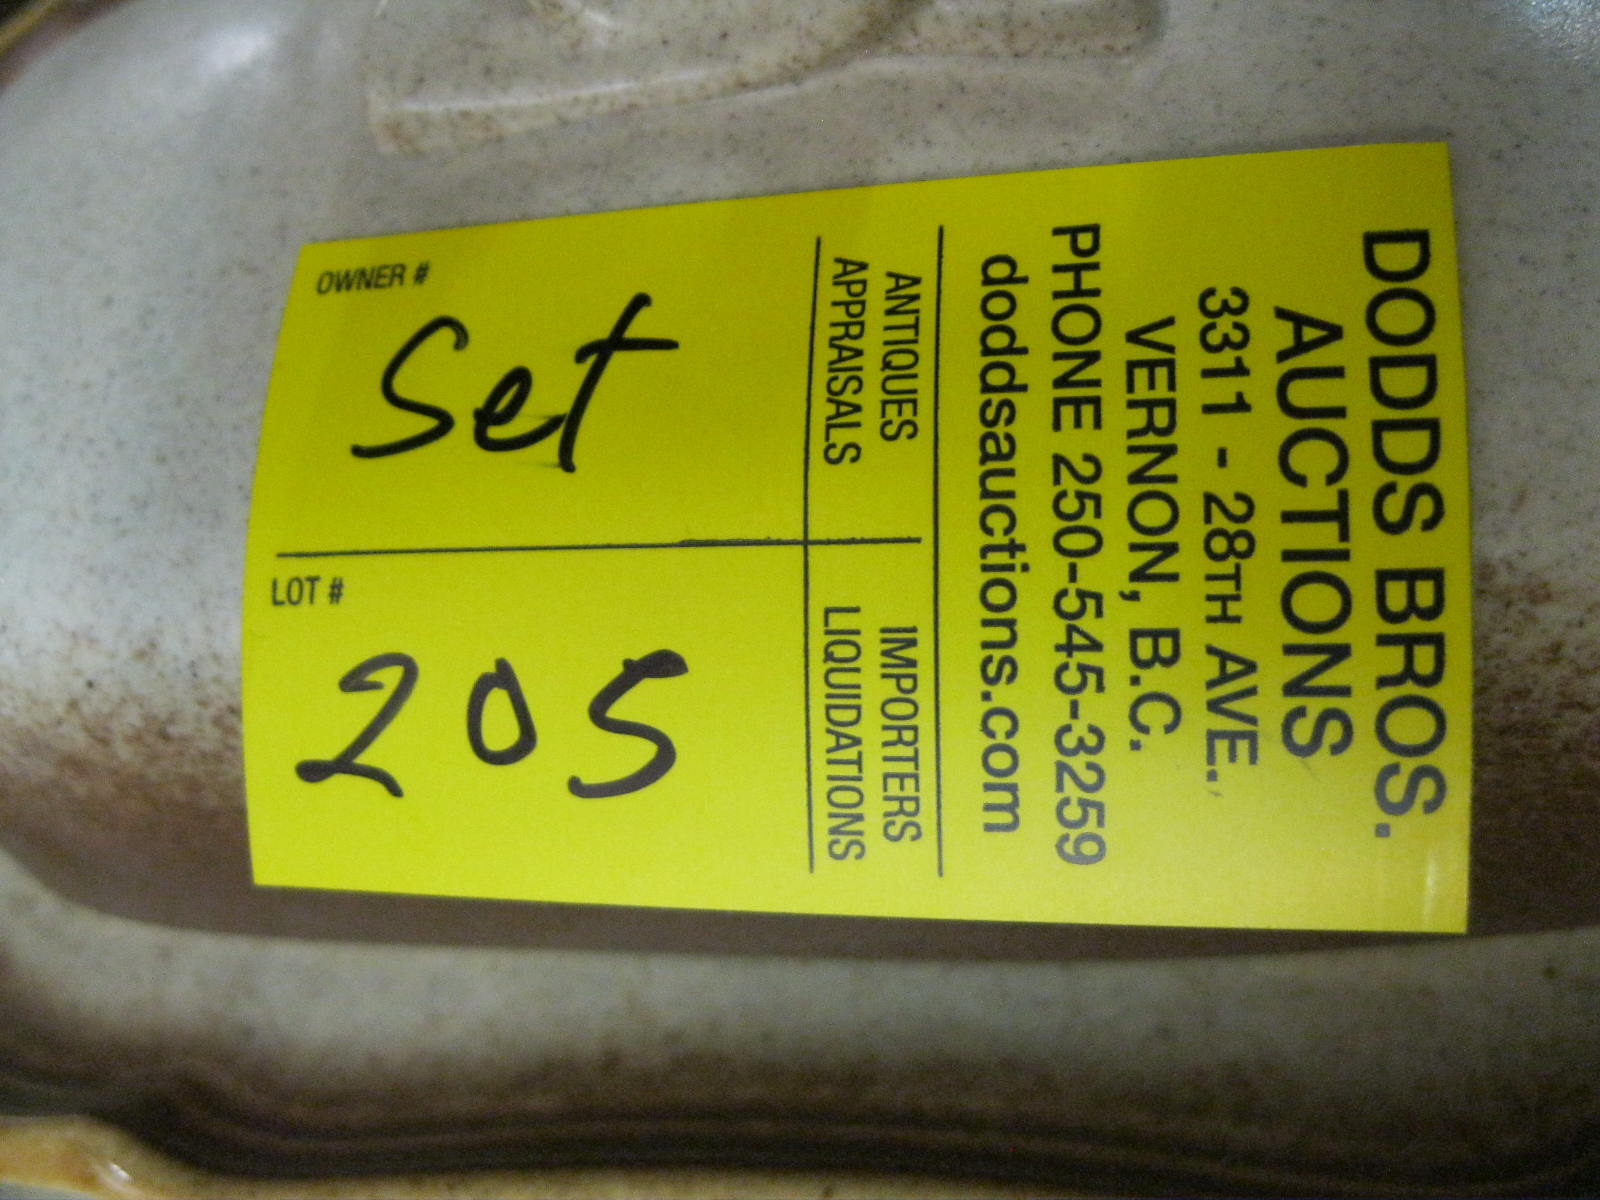 DODDS BROS.
AUCTIONS
3311 - 28TH AVE.,
VERNON, B.C.
PHONE 250-545-3259
doddsauctions.com
ANTIQUES
APPRAISALS
IMPORTERS
LIQUIDATIONS
OWNER #
Set
LOT #
205